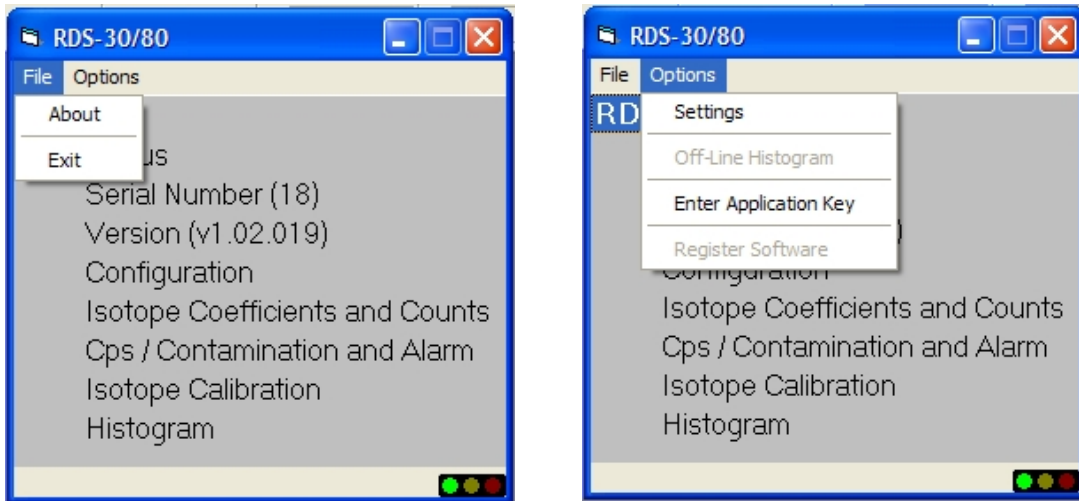 RDS-30/80
File Options
About
Exit
us
Serial Number (18)
Version (v1.02.019)
Configuration
Isotope Coefficients and Counts
Cps / Contamination and Alarm
Isotope Calibration
Histogram
RDS-30/80
File Options
RD
Settings
Off-Line Histogram
Enter Application Key
Register Software
Configuration
Isotope Coefficients and Counts
Cps / Contamination and Alarm
Isotope Calibration
Histogram